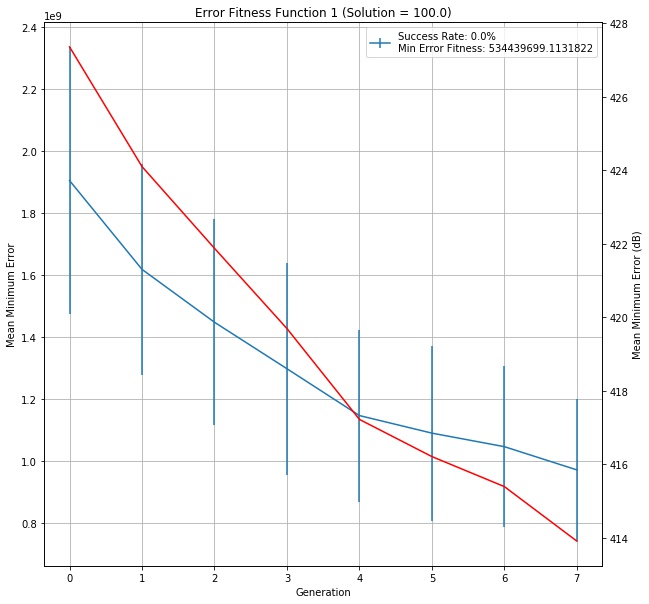 Error Fitness Function 1 (Solution = 100.0)
1e9
Success Rate: 0.0%
Min Error Fitness: 534439699.1131822
2.4
2.2
2.0
1.8
1.6
1.4
1.2
1.0
0.8
Mean Minimum Error
428
426
424
422
420
418
416
414
Mean Minimum Error (dB)
0 1 2 3 4 5 6 7
Generation